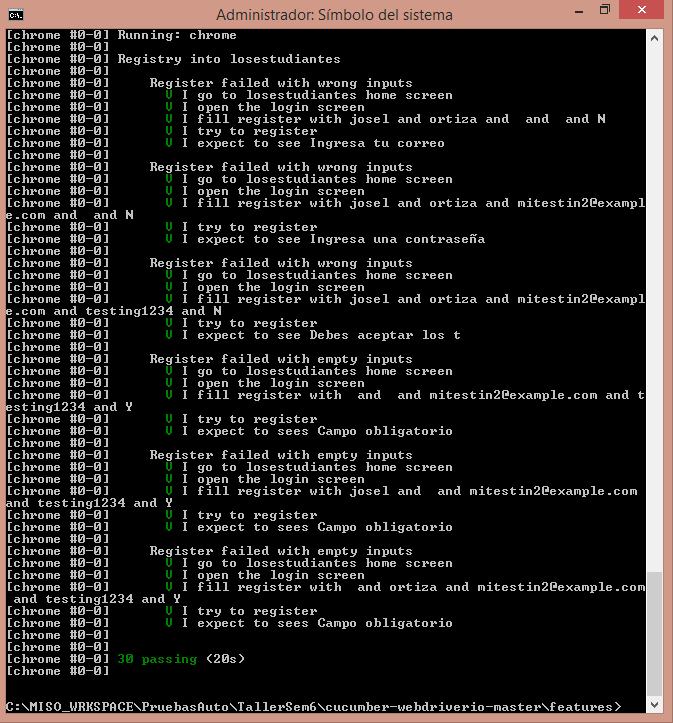 Administrador: Símbolo del sistema
[chrome #0-0] Running: chrome
[chrome #0-0]
[chrome #0-0] Registry into losestudiantes
[chrome #0-0]
[chrome #0-0]     Register failed with wrong inputs
[chrome #0-0]       V I go to losestudiantes home screen
[chrome #0-0]       V I open the login screen
[chrome #0-0]       V I fill register with josel and ortiza and  and  and N
[chrome #0-0]       V I try to register
[chrome #0-0]       V I expect to see Ingresa tu correo
[chrome #0-0]
[chrome #0-0]     Register failed with wrong inputs
[chrome #0-0]       V I go to losestudiantes home screen
[chrome #0-0]       V I open the login screen
[chrome #0-0]       V I fill register with josel and ortiza and mitestin2@exampl
e.com and  and N
[chrome #0-0]       V I try to register
[chrome #0-0]       V I expect to see Ingresa una contraseña
[chrome #0-0]
[chrome #0-0]     Register failed with wrong inputs
[chrome #0-0]       V I go to losestudiantes home screen
[chrome #0-0]       V I open the login screen
[chrome #0-0]       V I fill register with josel and ortiza and mitestin2@exampl
e.com and testing1234 and N
[chrome #0-0]       V I try to register
[chrome #0-0]       V I expect to see Debes aceptar los t
[chrome #0-0]
[chrome #0-0]     Register failed with empty inputs
[chrome #0-0]       V I go to losestudiantes home screen
[chrome #0-0]       V I open the login screen
[chrome #0-0]       V I fill register with  and  and mitestin2@example.com and t
esting1234 and Y
[chrome #0-0]       V I try to register
[chrome #0-0]       V I expect to sees Campo obligatorio
[chrome #0-0]
[chrome #0-0]     Register failed with empty inputs
[chrome #0-0]       V I go to losestudiantes home screen
[chrome #0-0]       V I open the login screen
[chrome #0-0]       V I fill register with josel and  and mitestin2@example.com
and testing1234 and Y
[chrome #0-0]       V I try to register
[chrome #0-0]       V I expect to sees Campo obligatorio
[chrome #0-0]
[chrome #0-0]     Register failed with empty inputs
[chrome #0-0]       V I go to losestudiantes home screen
[chrome #0-0]       V I open the login screen
[chrome #0-0]       V I fill register with  and ortiza and mitestin2@example.com
 and testing1234 and Y
[chrome #0-0]       V I try to register
[chrome #0-0]       V I expect to sees Campo obligatorio
[chrome #0-0]
[chrome #0-0]
[chrome #0-0] 30 passing (20s)
[chrome #0-0]
C:\MISO_WRKSPACE\PruebasAuto\TallerSem6\cucumber-webdriverio-master\features>